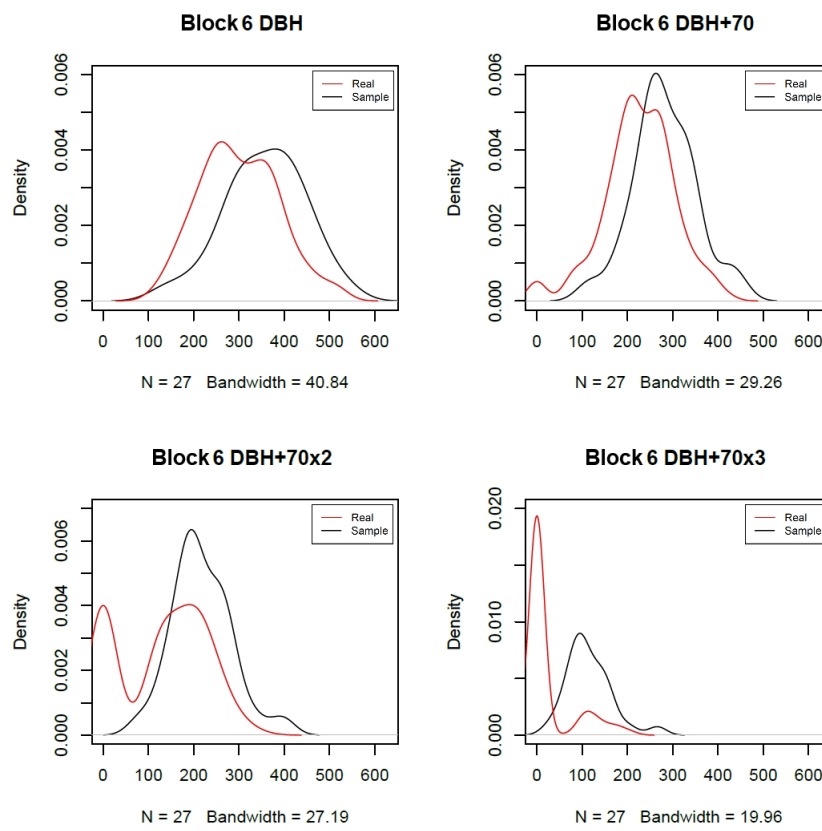 Block 6 DBH
Density
0.006
0.004
0.002
0.000
Real
Sample
0 100 200 300 400 500 600
N = 27 Bandwidth = 40.84
Block 6 DBH+70
Density
0.006
0.004
0.002
0.000
Real
Sample
0 100 200 300 400 500 600
N = 27 Bandwidth = 29.26
Block 6 DBH+70x2
Density
0.006
0.004
0.002
0.000
Real
Sample
0 100 200 300 400 500 600
N = 27 Bandwidth = 27.19
Block 6 DBH+70x3
Density
0.020
0.010
0.000
Real
Sample
0 100 200 300 400 500 600
N = 27 Bandwidth = 19.96